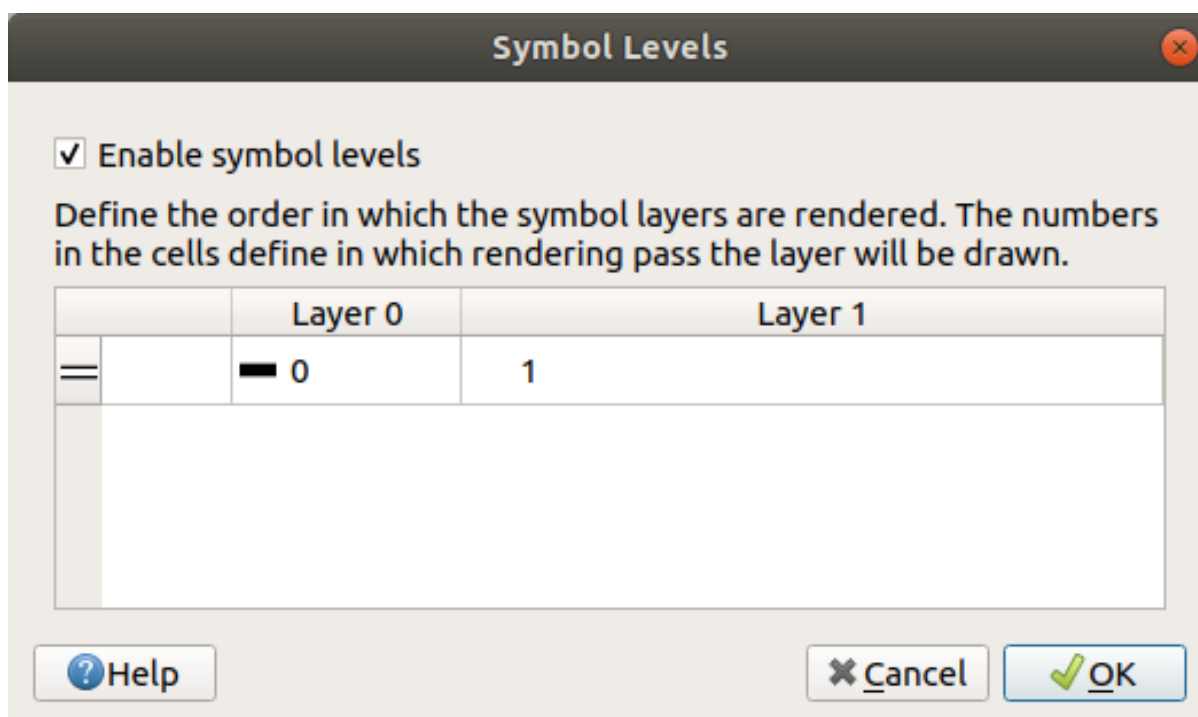 Symbol Levels
Enable symbol levels
Define the order in which the symbol layers are rendered. The numbers
in the cells define in which rendering pass the layer will be drawn.
Layer 0 Layer 1
0 1
Help Cancel OK